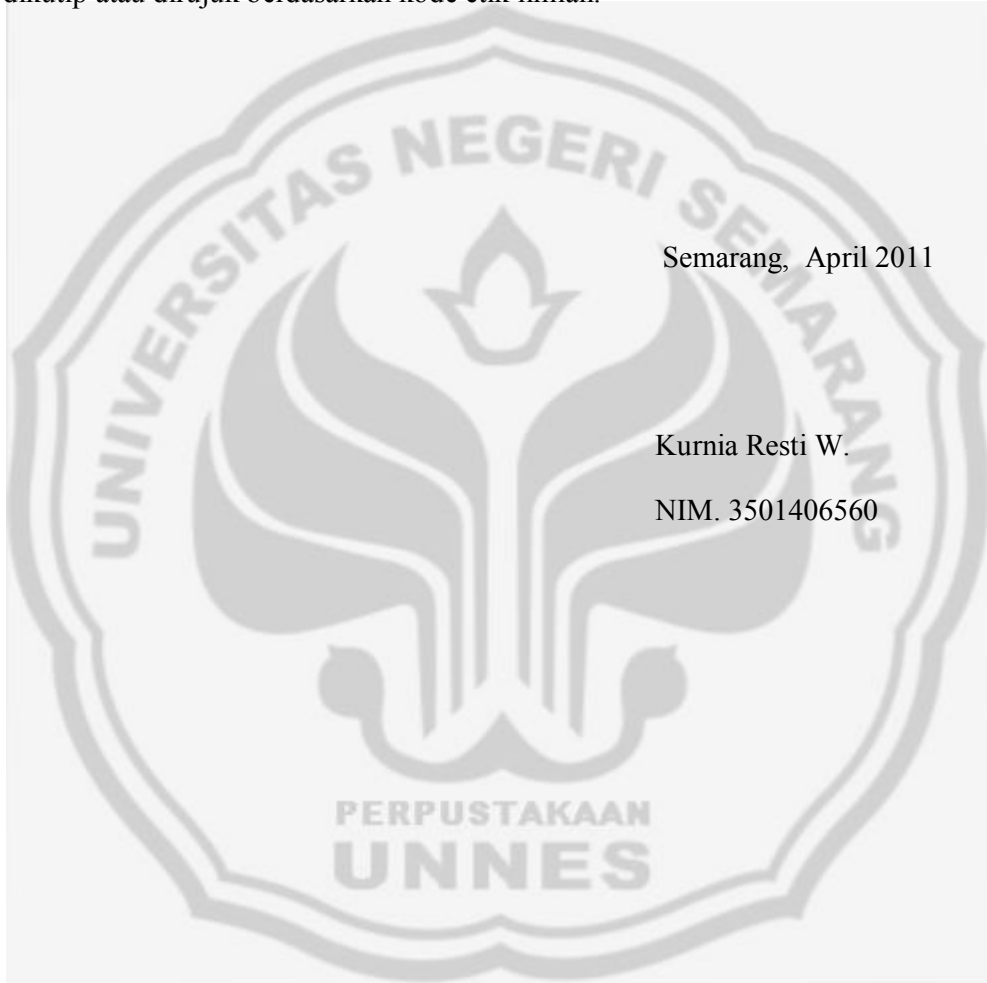 dikutip atau dirujuk berdasarkan kode etik ilmiah.
UNIVERSITAS NEGERI SEMARANG
Semarang, April 2011
Kurnia Resti W.
NIM. 3501406560
PERPUSTAKAAN
UNNES